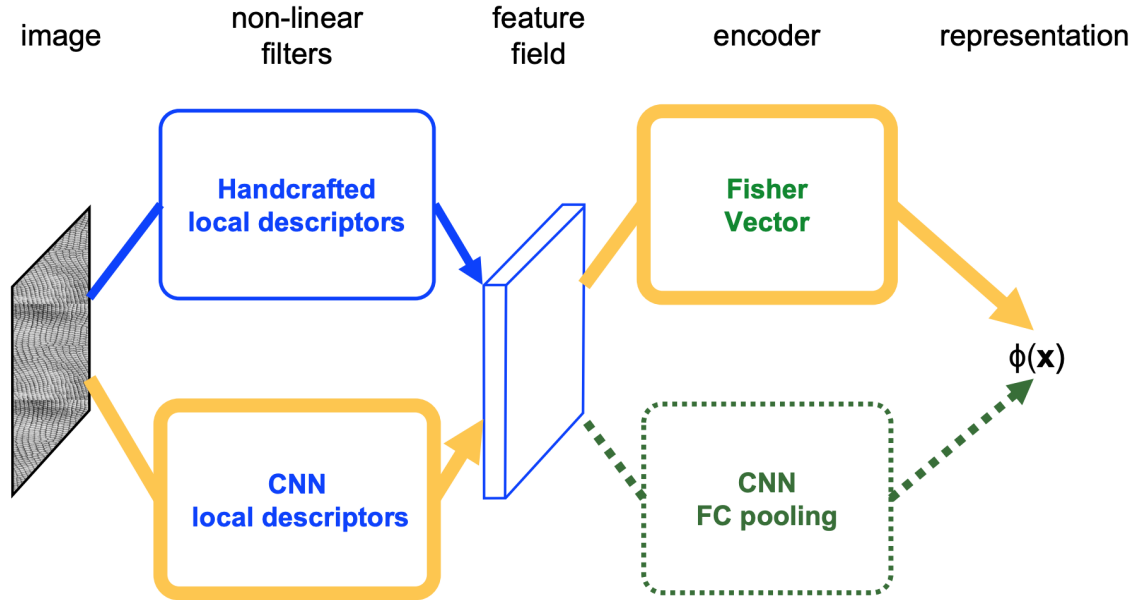 image
non-linear
filters
feature
field
encoder
representation
Handcrafted
local descriptors
Fisher
Vector
ϕ(x)
CNN
local descriptors
CNN
FC pooling